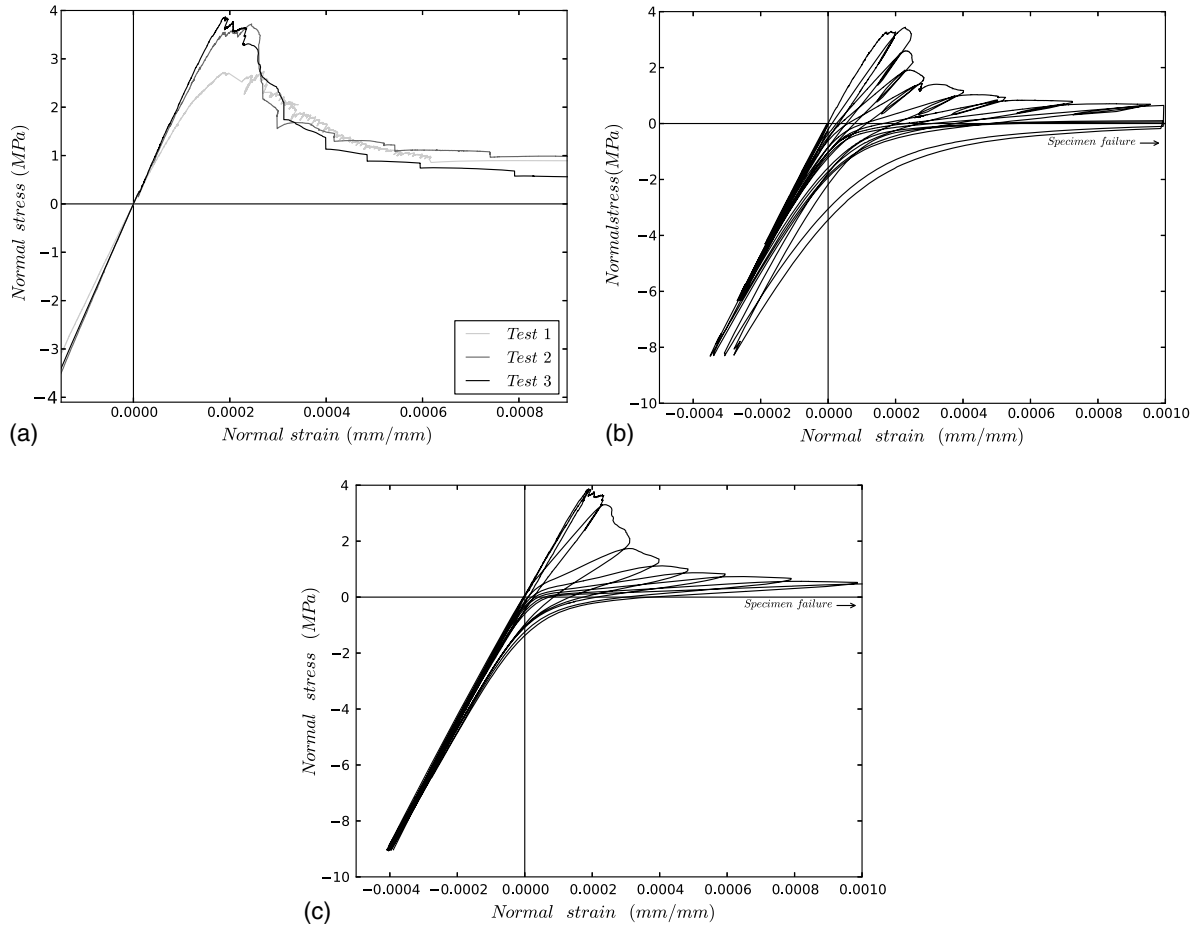 4
3
2
1
0
−1
−2
−3
−4
Normal stress (MPa)
Test 1
Test 2
Test 3
0.0000 0.0002 0.0004 0.0006 0.0008
Normal strain (mm/mm)
(a)
4
2
0
−2
−4
−6
−8
−10
Normalstress(MPa)
Specimen failure →
−0.0004 −0.0002 0.0000 0.0002 0.0004 0.0006 0.0008 0.0010
Normal strain (mm/mm)
(b)
4
2
0
−2
−4
−6
−8
−10
Normal stress (MPa)
Specimen failure →
−0.0004 −0.0002 0.0000 0.0002 0.0004 0.0006 0.0008 0.0010
Normal strain (mm/mm)
(c)